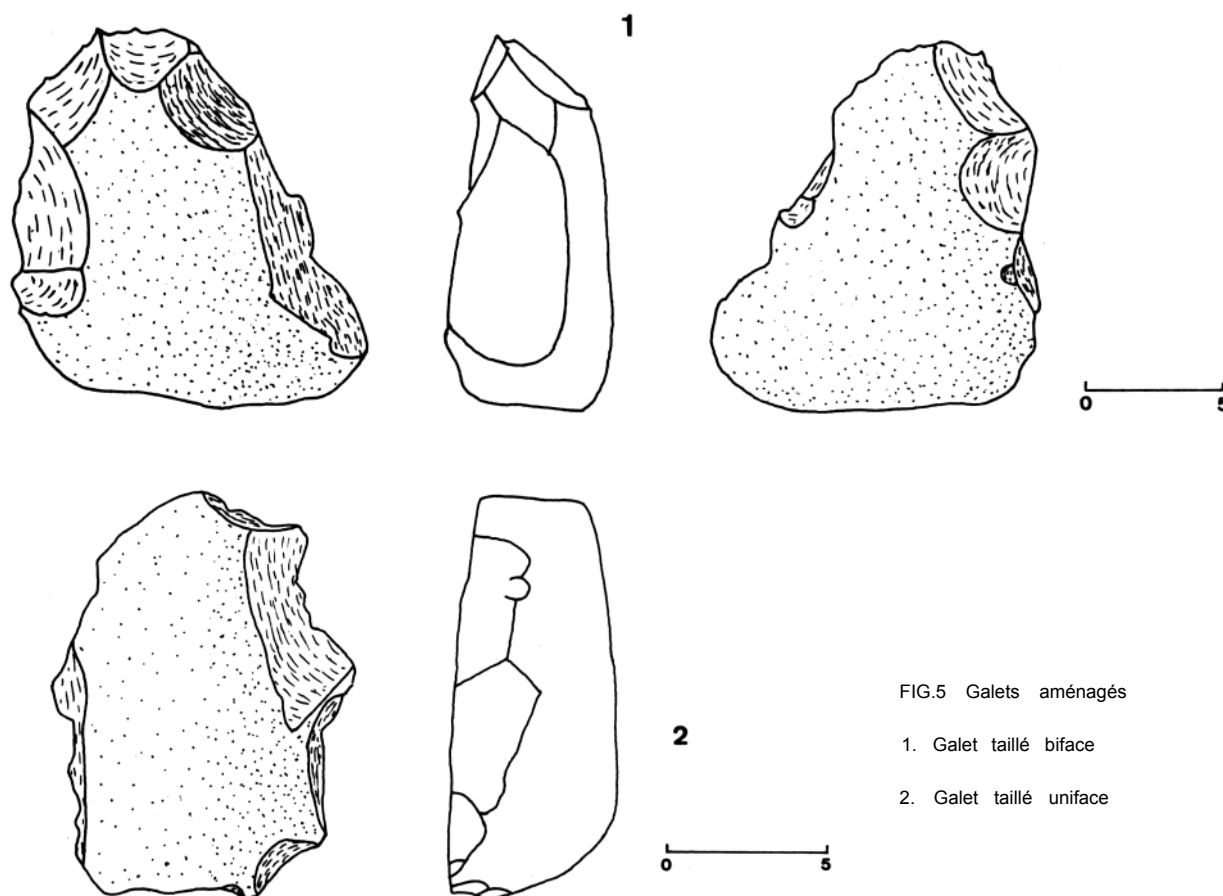 1
0 5
2
0 5
FIG.5 Galets aménagés
1. Galet taillé biface
2. Galet taillé uniface